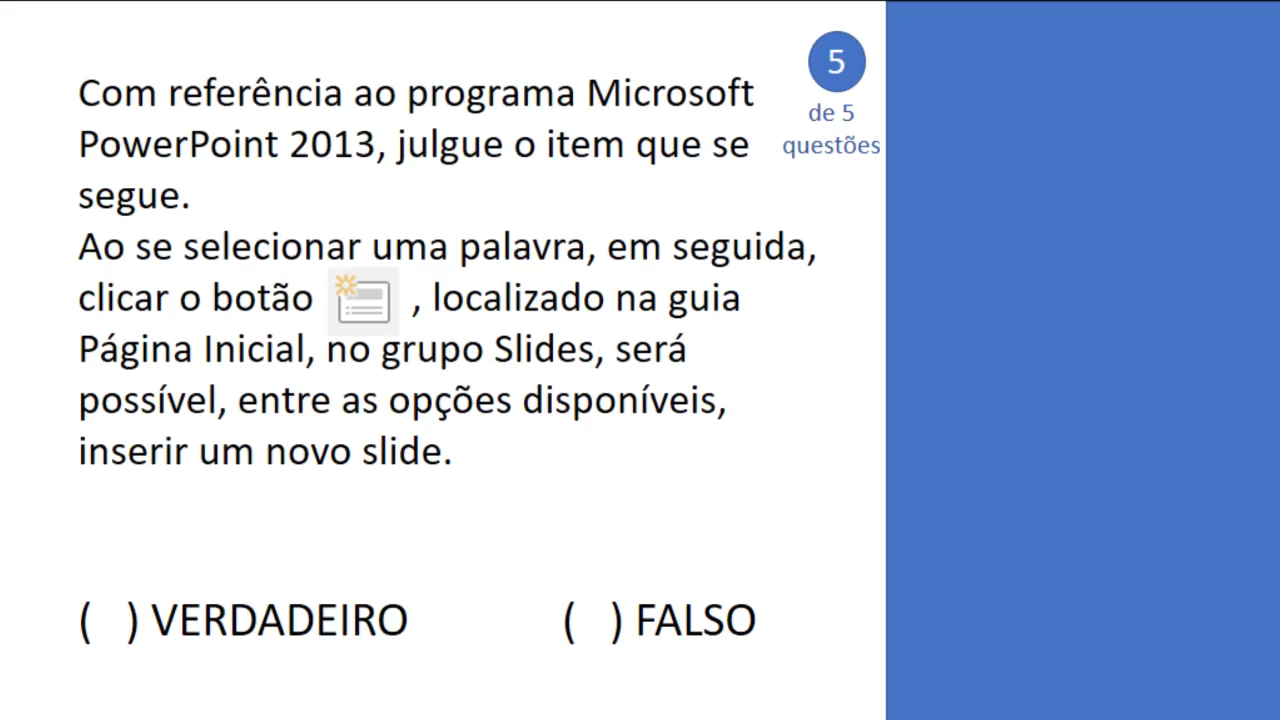 Com referência ao programa Microsoft
PowerPoint 2013, julgue o item que se
segue.
Ao se selecionar uma palavra, em seguida,
clicar o botão , localizado na guia
Página Inicial, no grupo Slides, será
possível, entre as opções disponíveis,
inserir um novo slide.
( ) VERDADEIRO ( ) FALSO
5
de 5
questões